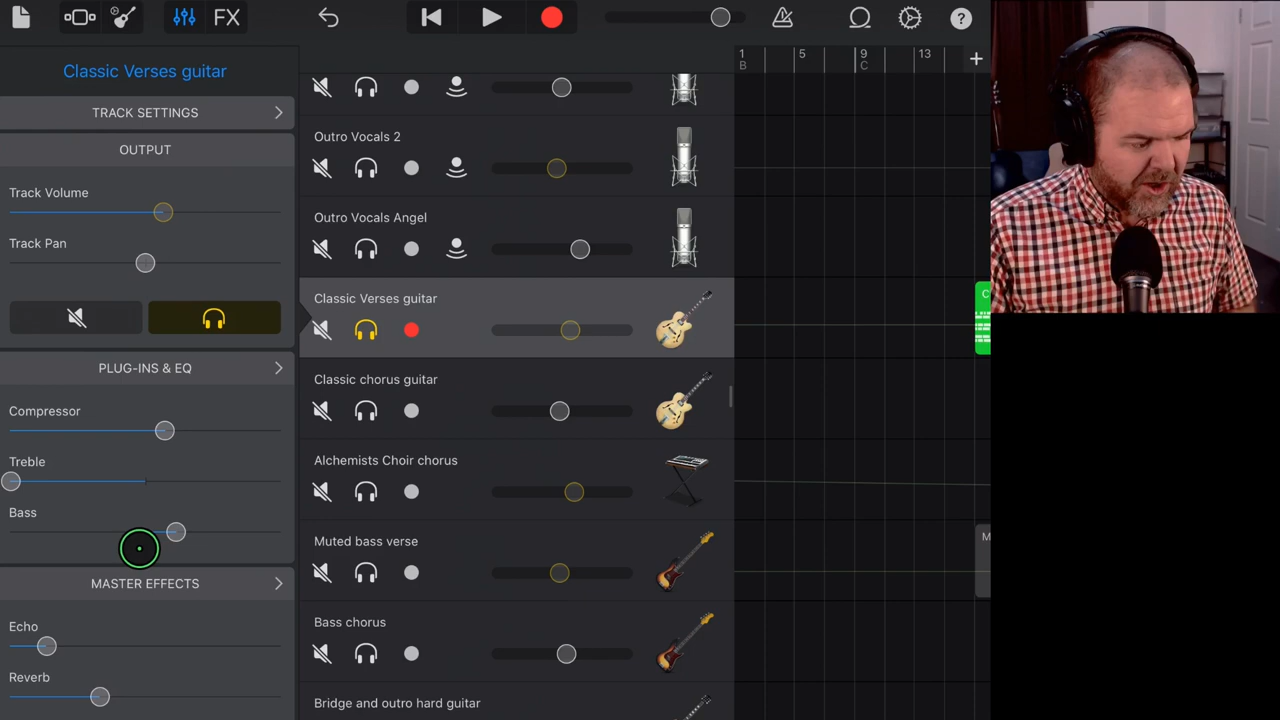 FX
?
1 5 9 13 +
B C
Classic Verses guitar
TRACK SETTINGS
OUTPUT
Track Volume
Track Pan
PLUG-INS & EQ
Compressor
Treble
Bass
MASTER EFFECTS
Echo
Reverb
Outro Vocals 2
Outro Vocals Angel
Classic Verses guitar
Classic chorus guitar
Alchemists Choir chorus
Muted bass verse
Bass chorus
Bridge and outro hard guitar
C
M